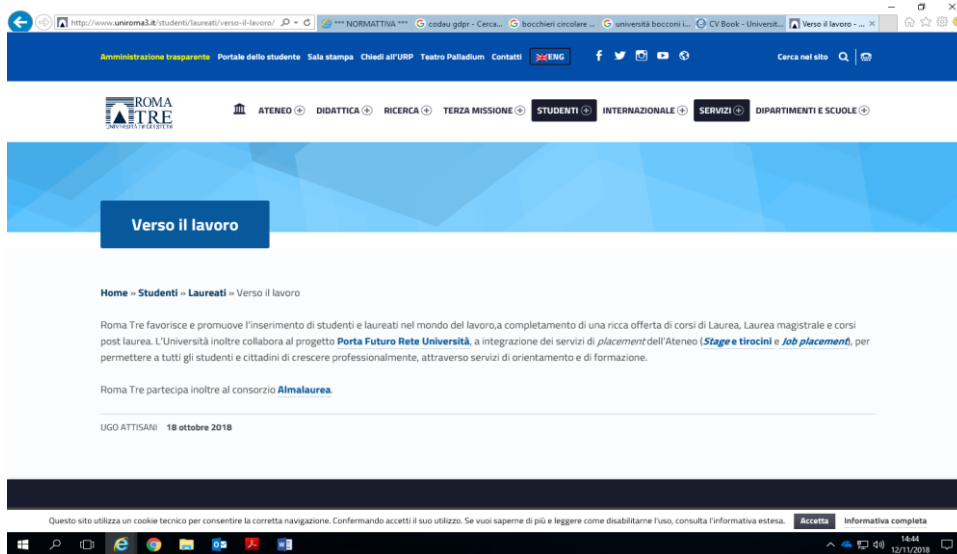 http://www.uniroma3.it/studenti/laureati/verso-il-lavoro/
*** NORMATTIVA ***
codau gdpr - Cerca...
bocchieri circolare ...
università bocconi i...
CV Book - Universit...
Verso il lavoro - ...
Amministrazione trasparente Portale dello studente Sala stampa Chiedi all'URP Teatro Palladium Contatti ENG
Cerca nel sito
ROMA
TRE
UNIVERSITÀ DEGLI STUDI
ATENEO DIDATTICA RICERCA TERZA MISSIONE STUDENTI INTERNAZIONALE SERVIZI DIPARTIMENTI E SCUOLE
Verso il lavoro
Home » Studenti » Laureati » Verso il lavoro
Roma Tre favorisce e promuove l'inserimento di studenti e laureati nel mondo del lavoro,a completamento di una ricca offerta di corsi di Laurea, Laurea magistrale e corsi
post laurea. L'Università inoltre collabora al progetto Porta Futuro Rete Università, a integrazione dei servizi di placement dell'Ateneo (Stage e tirocini e Job placement), per
permettere a tutti gli studenti e cittadini di crescere professionalmente, attraverso servizi di orientamento e di formazione.
Roma Tre partecipa inoltre al consorzio Almalaurea.
UGO ATTISANI 18 ottobre 2018
Questo sito utilizza un cookie tecnico per consentire la corretta navigazione. Confermando accetti il suo utilizzo. Se vuoi saperne di più e leggere come disabilitarne l'uso, consulta l'informativa estesa. Accetta Informativa completa
14:44
12/11/2018